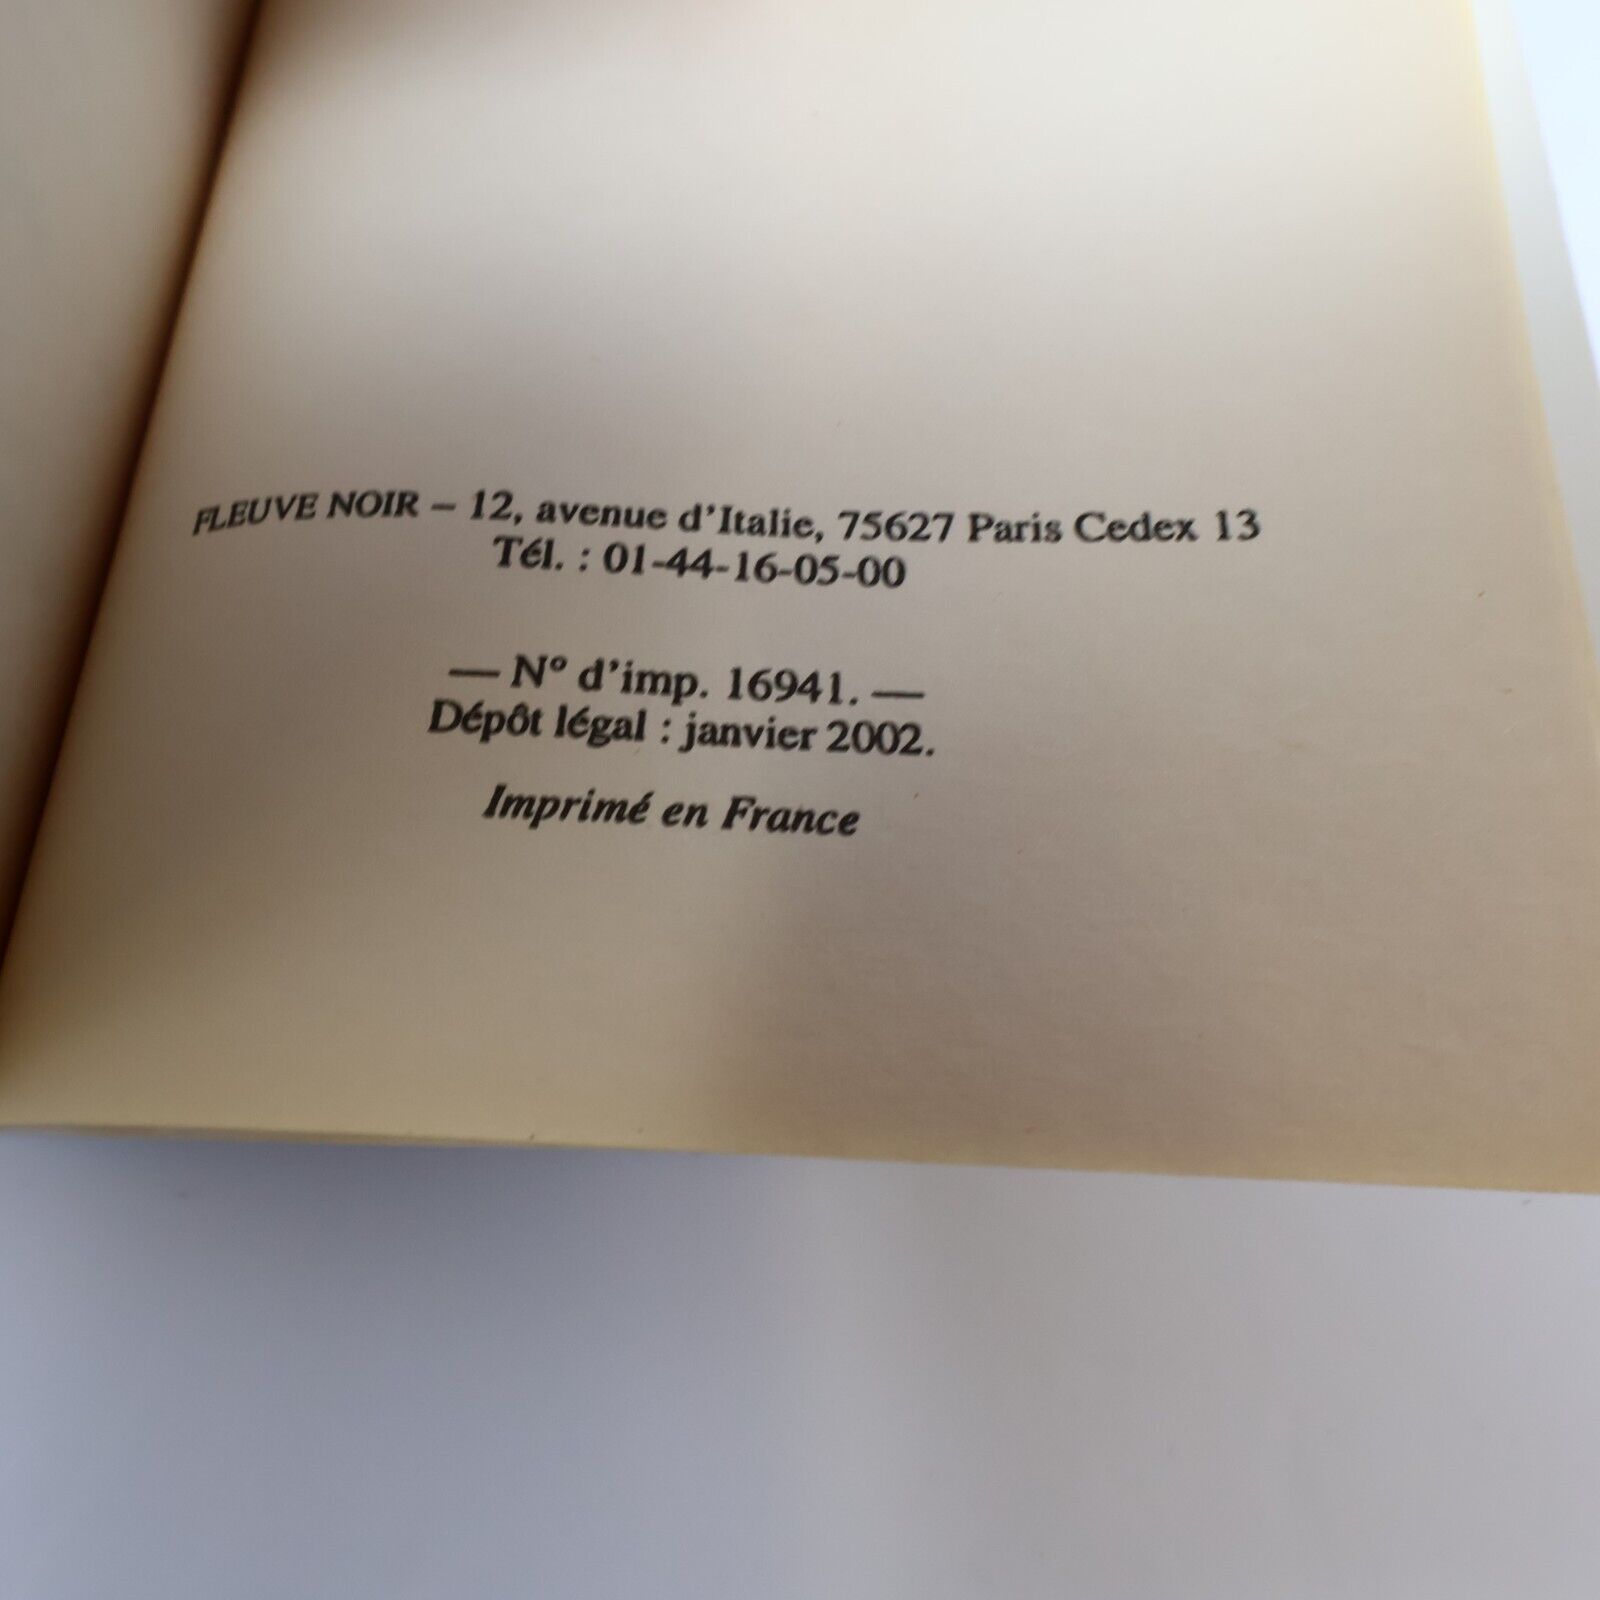 FLEUVE NOIR – 12, avenue d'Italie, 75627 Paris Cedex 13
Tél. : 01-44-16-05-00
— N° d'imp. 16941. —
Dépôt légal : janvier 2002.
Imprimé en France